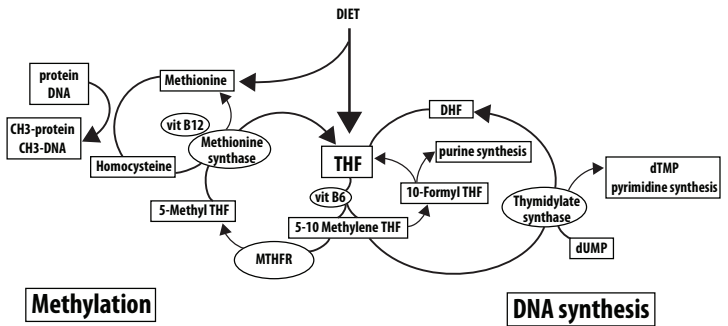 DIET
protein
DNA
Methionine
CH3-protein
CH3-DNA
vit B12
Methionine
synthase
Homocysteine
5-Methyl THF
MTHFR
THF
vit B6
5-10 Methylene THF
DHF
purine synthesis
10-Formyl THF
dTMP
pyrimidine synthesis
Thymidylate
synthase
dUMP
Methylation
DNA synthesis